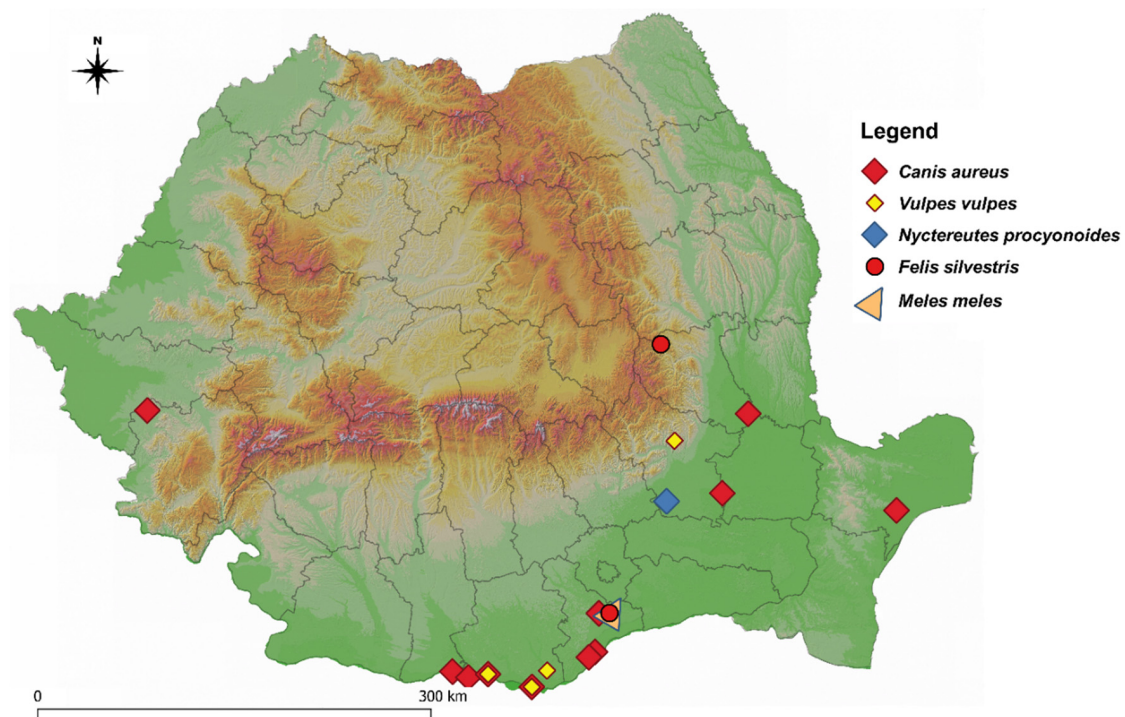 N
Legend
Canis aureus
Vulpes vulpes
Nyctereutes procyonoides
Felis silvestris
Meles meles
0 300 km